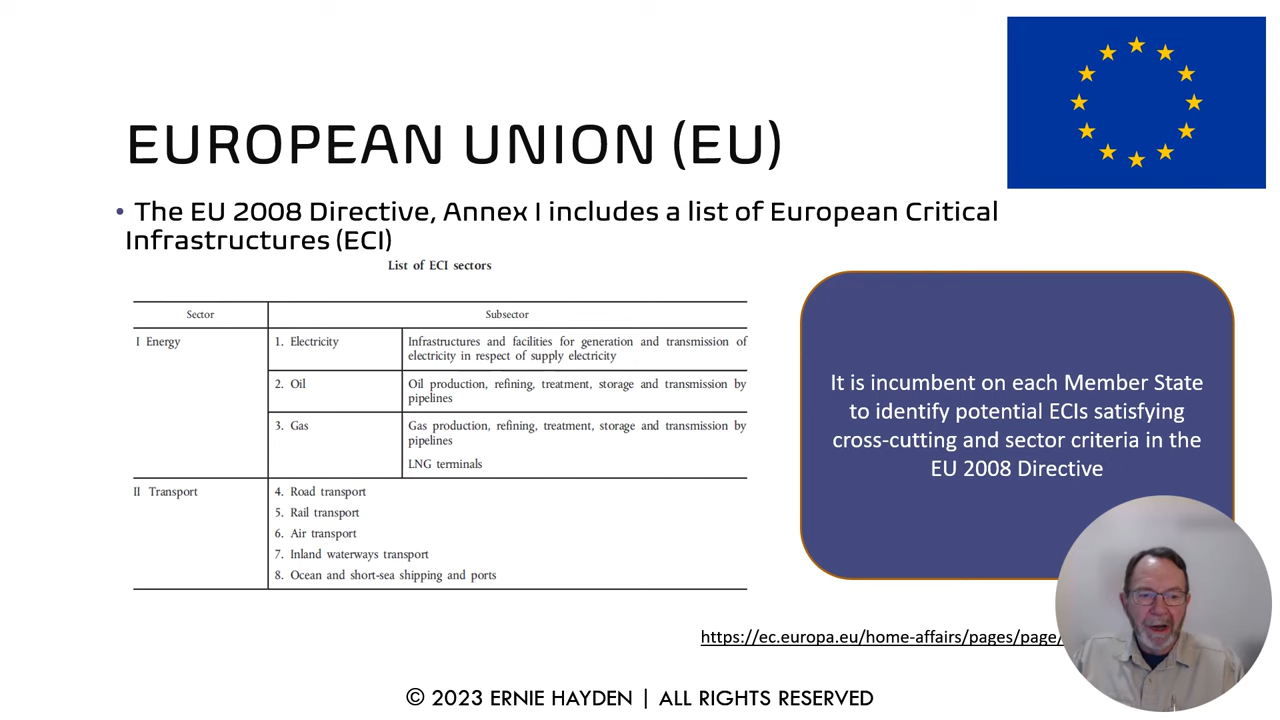 EUROPEAN UNION (EU)
• The EU 2008 Directive, Annex I includes a list of European Critical
Infrastructures (ECI)
List of ECI sectors
Sector Subsector
I Energy 1. Electricity Infrastructures and facilities for generation and transmission of
electricity in respect of supply electricity
2. Oil Oil production, refining, treatment, storage and transmission by
pipelines
3. Gas Gas production, refining, treatment, storage and transmission by
pipelines
LNG terminals
II Transport 4. Road transport
5. Rail transport
6. Air transport
7. Inland waterways transport
8. Ocean and short-sea shipping and ports
It is incumbent on each Member State
to identify potential ECIs satisfying
cross-cutting and sector criteria in the
EU 2008 Directive
https://ec.europa.eu/home-affairs/pages/page/
© 2023 ERNIE HAYDEN | ALL RIGHTS RESERVED